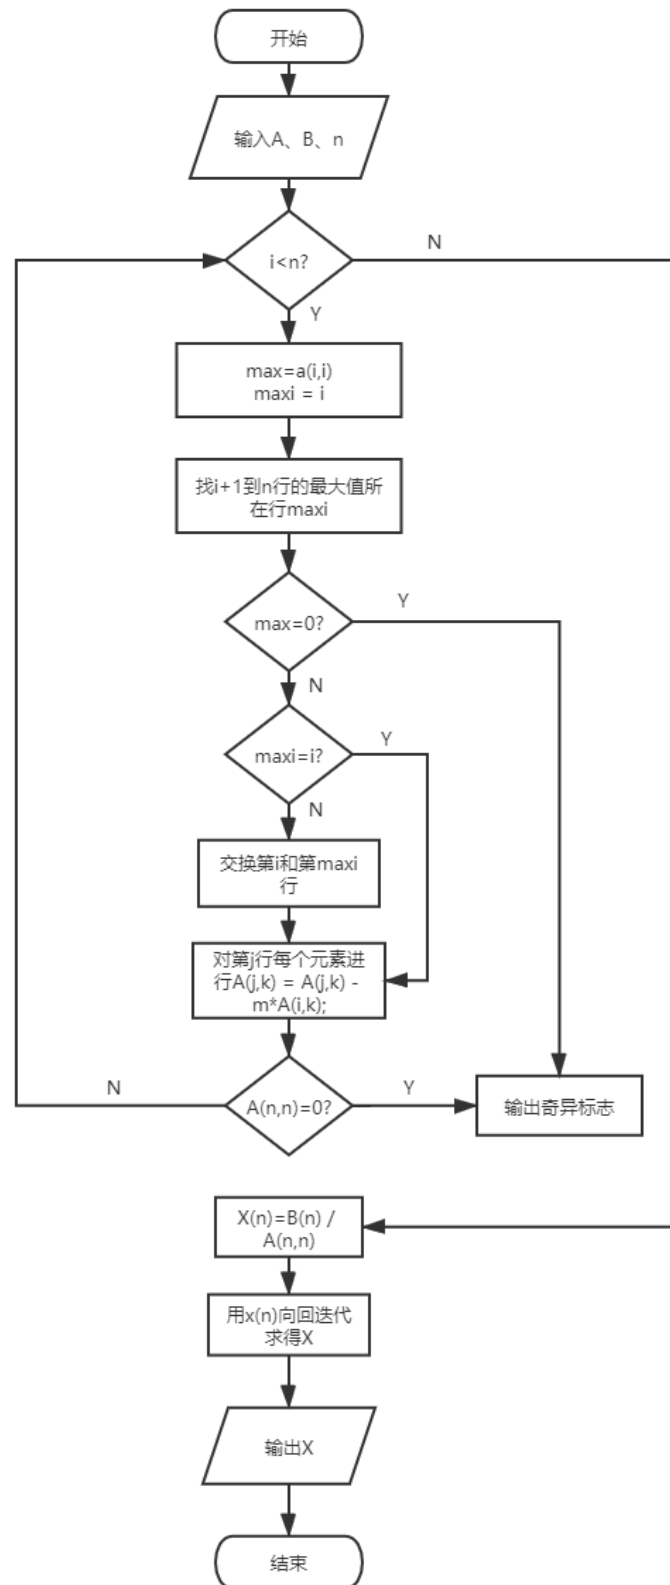 开始
输入A、B、n
i<n?
N
Y
max=a(i,i)
maxi = i
找i+1到n行的最大值所
在行maxi
max=0?
Y
N
maxi=i?
Y
N
交换第i和第maxi
行
对第j行每个元素进
行A(j,k) = A(j,k) -
m*A(i,k);
N
A(n,n)=0?
Y
输出奇异标志
X(n)=B(n) /
A(n,n)
用x(n)向回迭代
求得X
输出X
结束